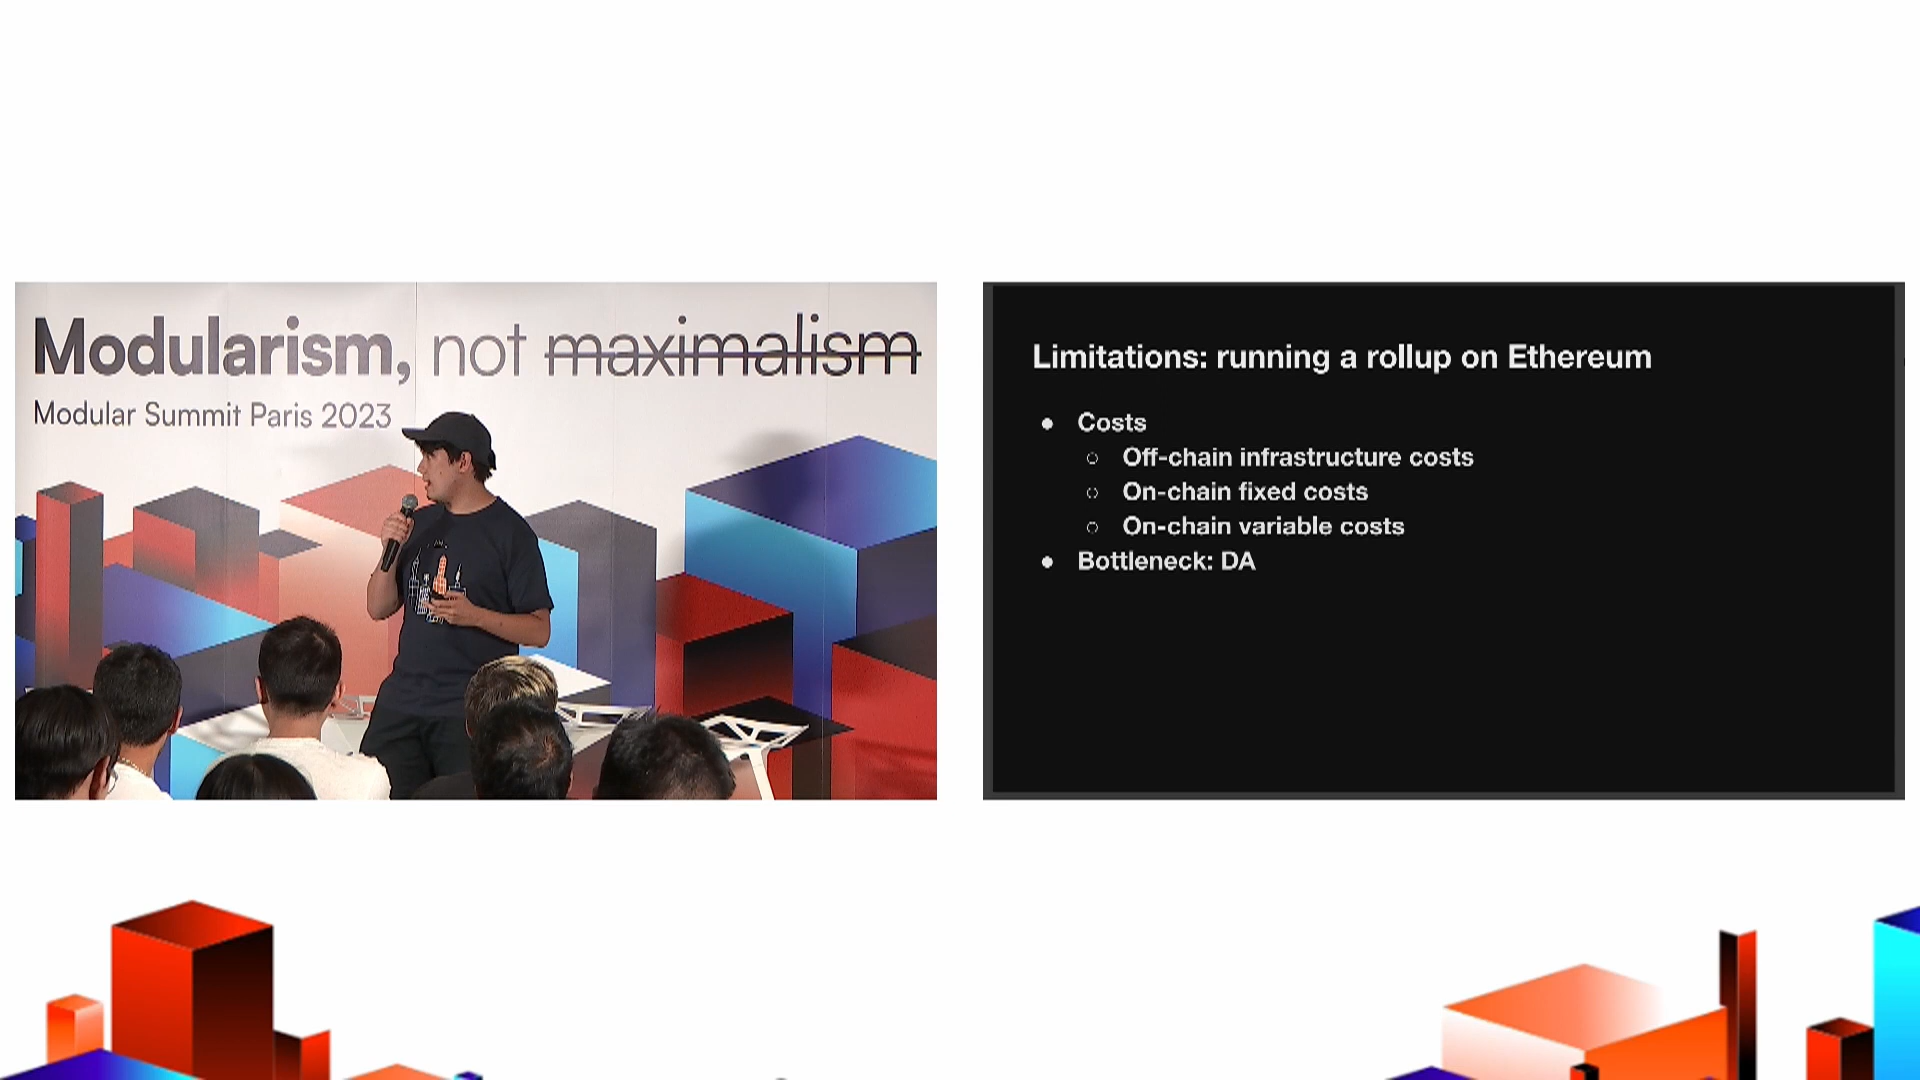 Modularism, not maximalism
Modular Summit Paris 2023
Limitations: running a rollup on Ethereum
● Costs
○ Off-chain infrastructure costs
○ On-chain fixed costs
○ On-chain variable costs
● Bottleneck: DA